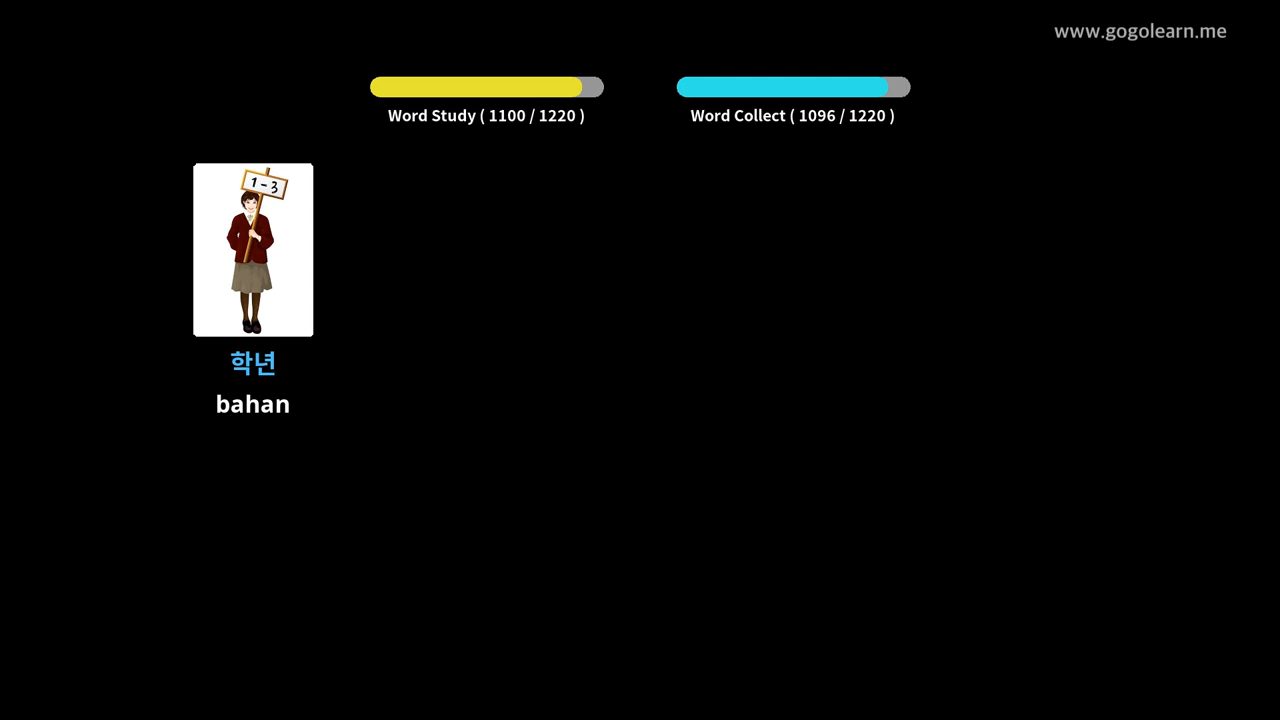 www.gogolearn.me
Word Study ( 1100 / 1220 )
Word Collect ( 1096 / 1220 )
1 - 3
학년
bahan